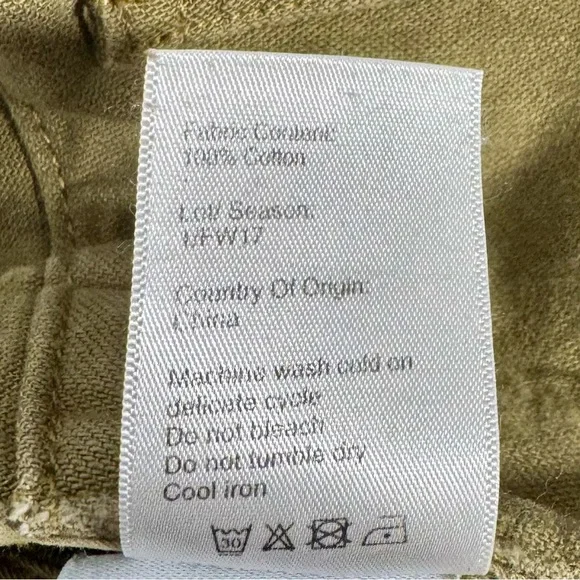 Fabric Content:
100% Cotton
Lot/ Season:
1/FW17
Country Of Origin:
China
Machine wash cold on
delicate cycle
Do not bleach
Do not tumble dry
Cool iron
30